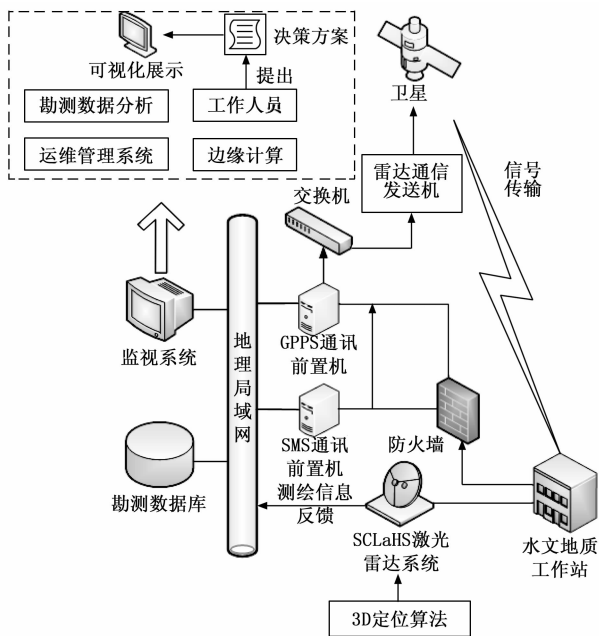 决策方案
可视化展示
提出
勘测数据分析
工作人员
运维管理系统
边缘计算
卫星
雷达通信
发送机
信号
传输
交换机
监视系统
地理局域网
GPPS通讯
前置机
SMS通讯
前置机
防火墙
勘测数据库
测绘信息
反馈
SCLaHS激光
雷达系统
水文地质
工作站
3D定位算法